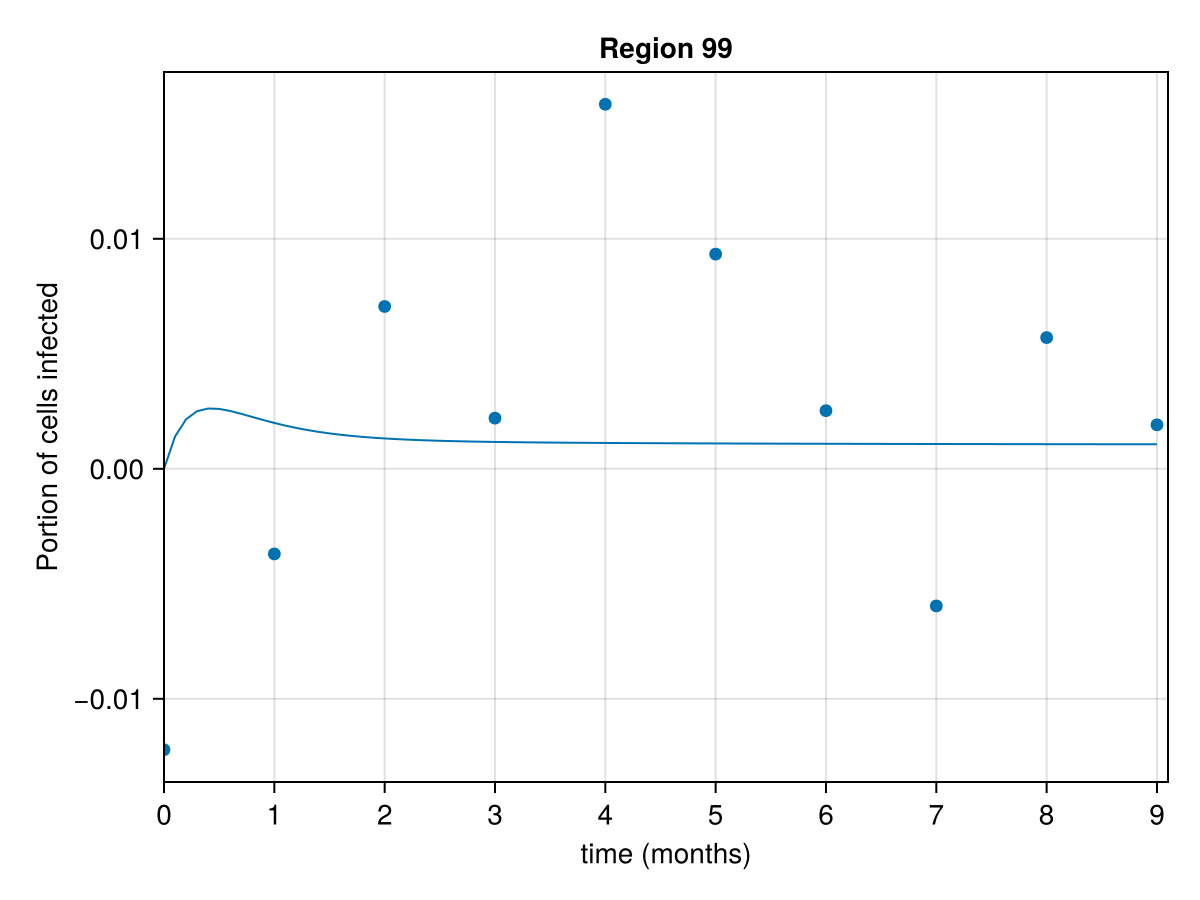 Region 99
Portion of cells infected
0.01
0.00
−0.01
0 1 2 3 4 5 6 7 8 9
time (months)